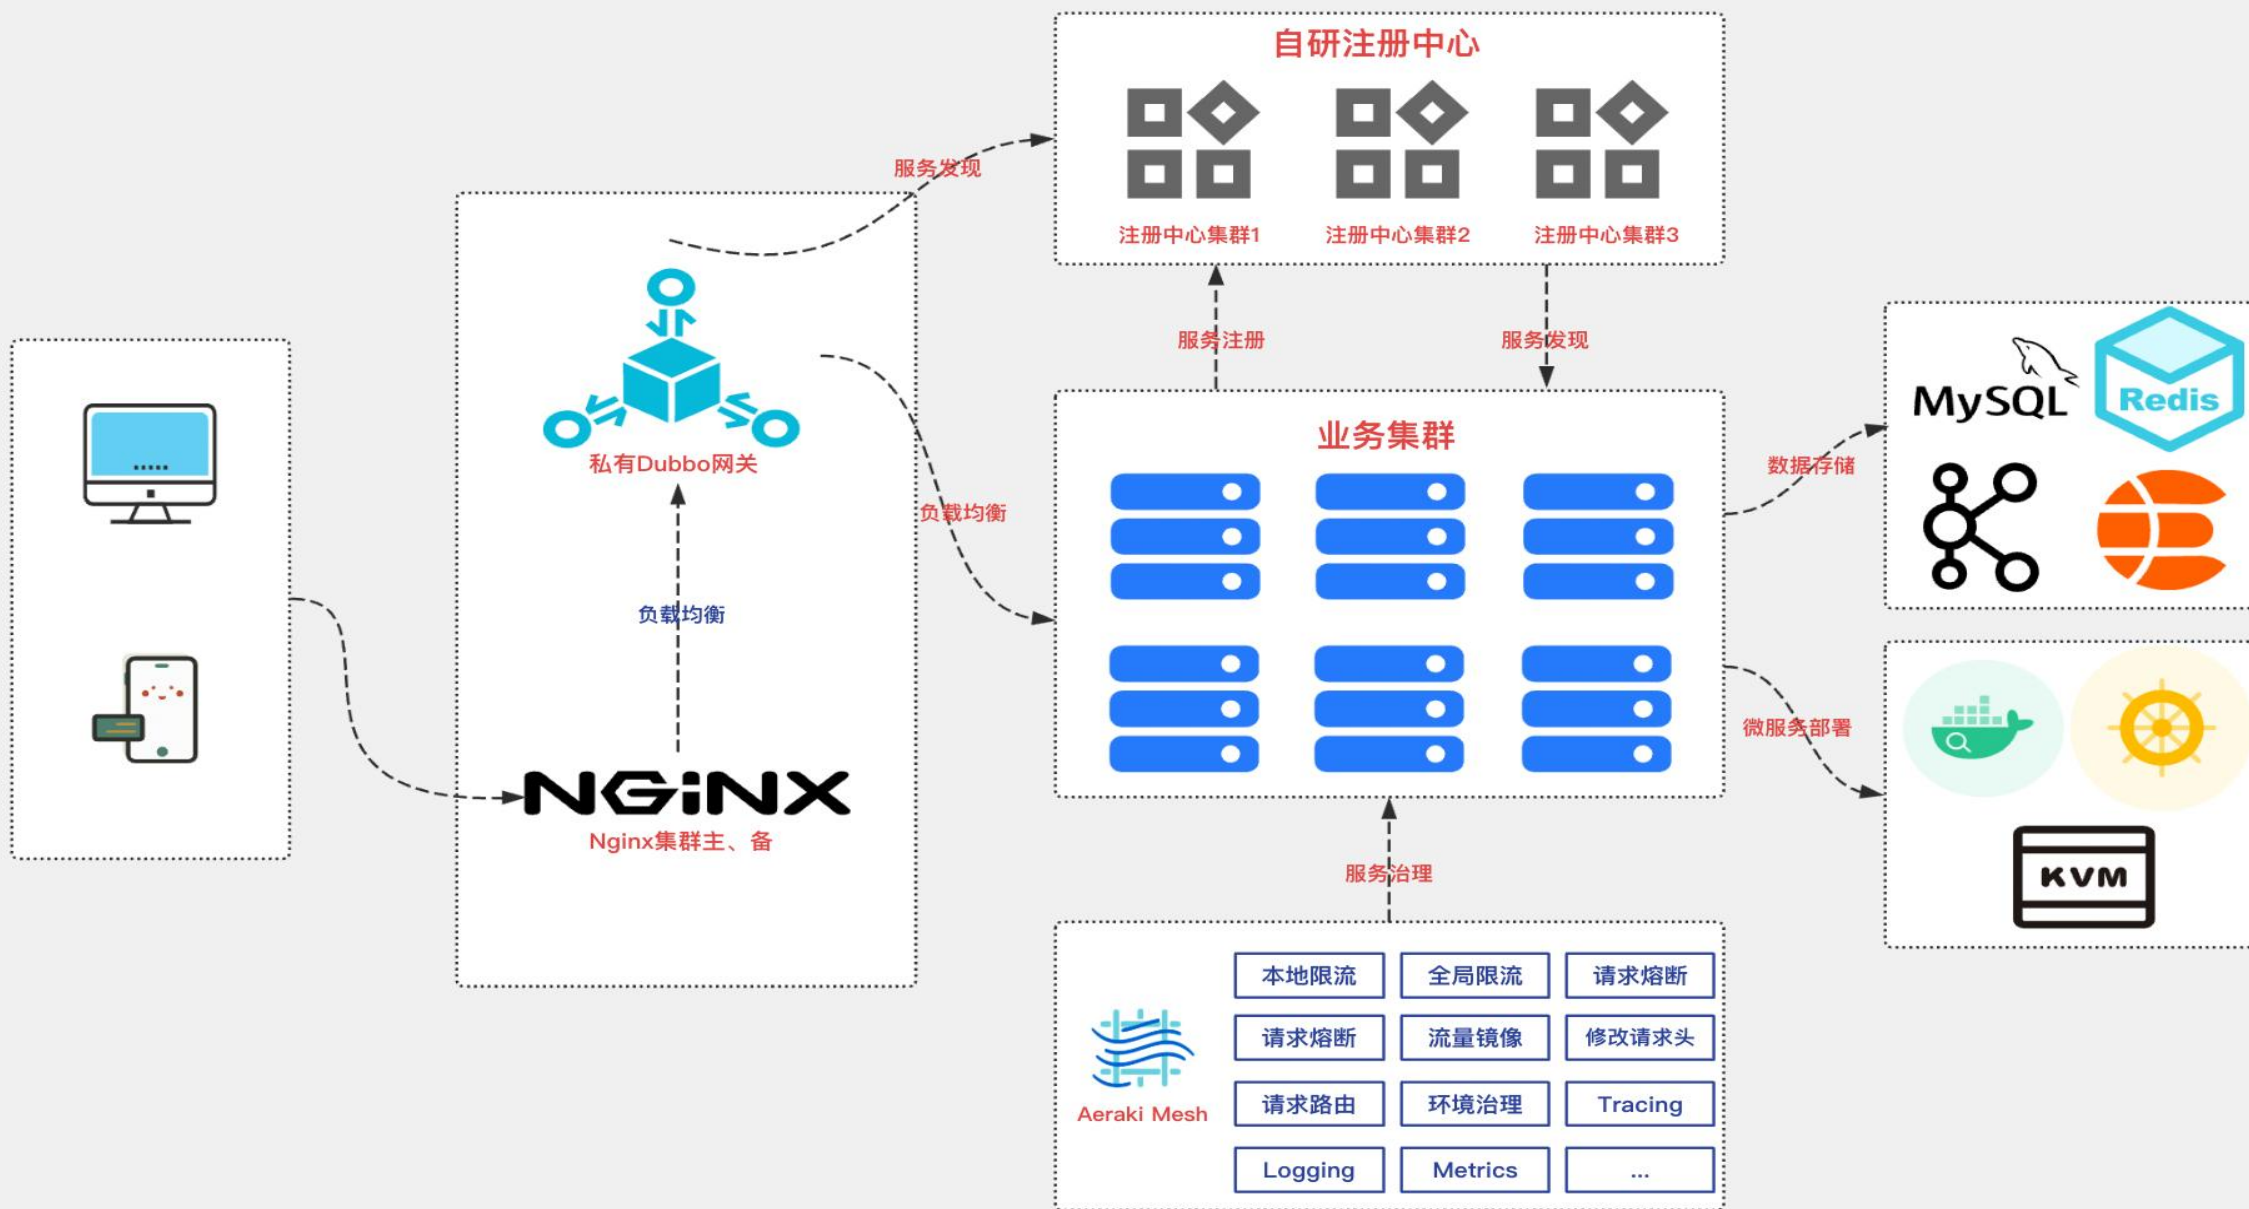 自研注册中心
注册中心集群1
注册中心集群2
注册中心集群3
服务发现
服务注册
服务发现
私有Dubbo网关
负载均衡
负载均衡
NGiNX
Nginx集群主、备
业务集群
数据存储
MySQL
Redis
微服务部署
KVM
服务治理
Aeraki Mesh
本地限流
全局限流
请求熔断
请求熔断
流量镜像
修改请求头
请求路由
环境治理
Tracing
Logging
Metrics
...